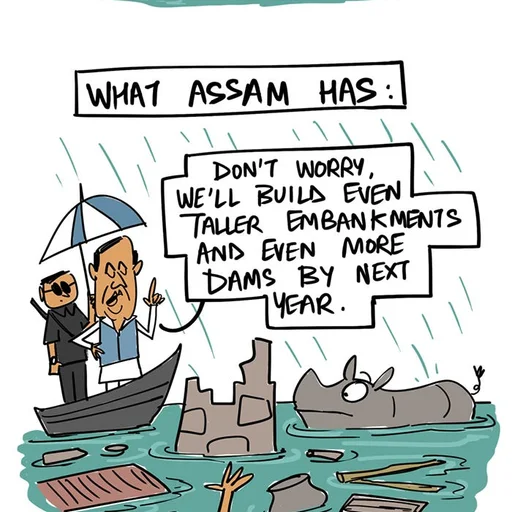 WHAT ASSAM HAS:
DON'T WORRY,
WE'LL BUILD EVEN
TALLER EMBANKMENTS
AND EVEN MORE
DAMS BY NEXT
YEAR.